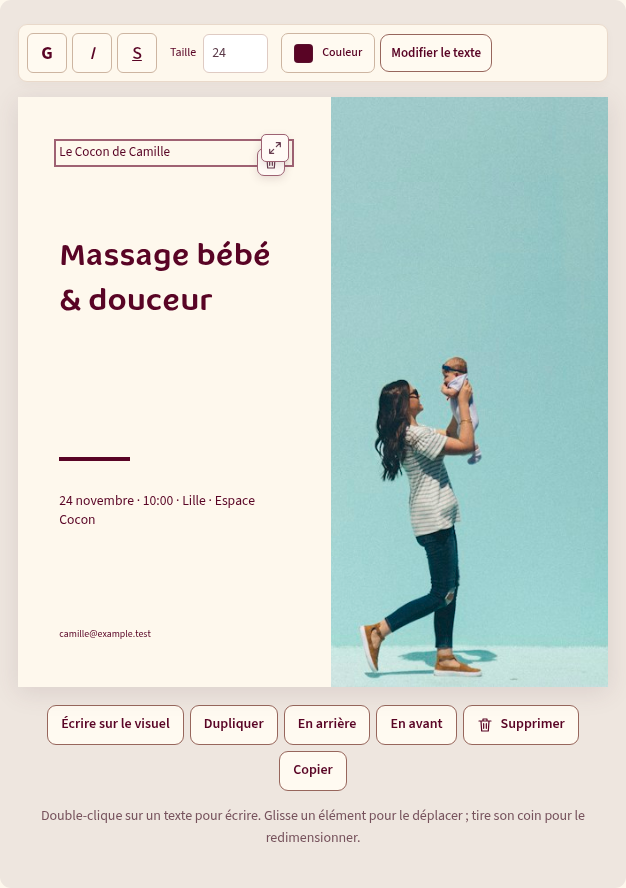 G
I
S
Taille
24
Couleur
Modifier le texte
Le Cocon de Camille
Massage bébé
& douceur
24 novembre · 10:00 · Lille · Espace
Cocon
camille@example.test
Écrire sur le visuel
Dupliquer
En arrière
En avant
Supprimer
Copier
Double-clique sur un texte pour écrire. Glisse un élément pour le déplacer ; tire son coin pour le
redimensionner.